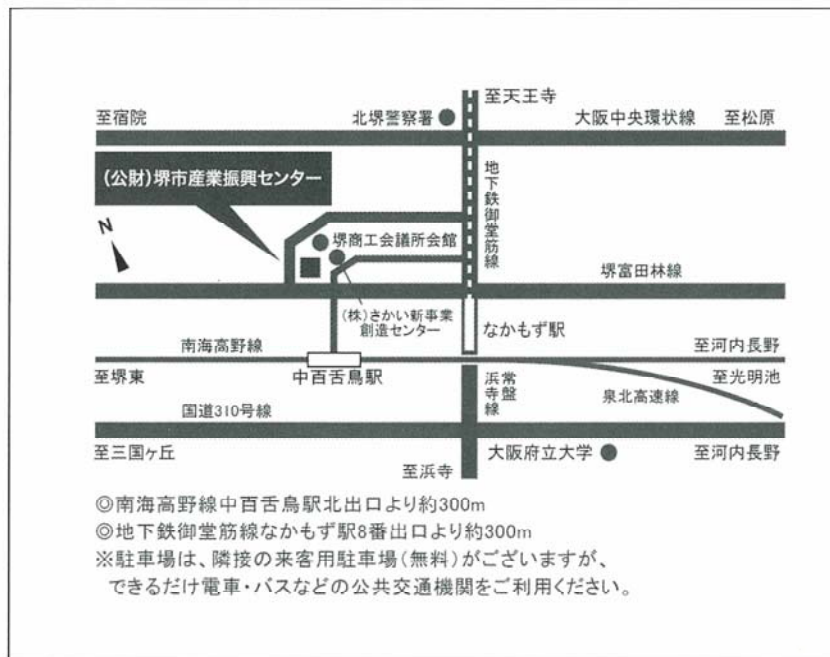 至天王寺
至宿院
北堺警察署
大阪中央環状線
至松原
(公財)堺市産業振興センター
地下鉄御堂筋線
N
堺商工会議所会館
堺富田林線
(株)さかい新事業
創造センター
なかもず駅
南海高野線
至河内長野
至堺東
中百舌鳥駅
常盤
浜寺線
至光明池
泉北高速線
国道310号線
至三国ヶ丘
大阪府立大学
至河内長野
至浜寺
◎南海高野線中百舌鳥駅北出口より約300m
◎地下鉄御堂筋線なかもず駅8番出口より約300m
※駐車場は、隣接の来客用駐車場(無料)がございますが、
できるだけ電車・バスなどの公共交通機関をご利用ください。